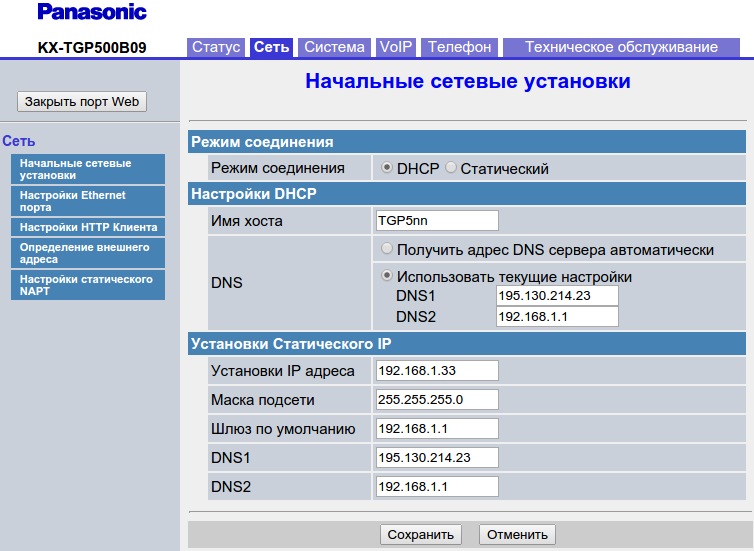 Panasonic
KX-TGP500B09
Статус Сеть Система VoIP Телефон Техническое обслуживание
Закрыть порт Web
Сеть
Начальные сетевые
установки
Настройки Ethernet
порта
Настройки HTTP Клиента
Определение внешнего
адреса
Настройки статического
NAPT
Начальные сетевые установки
Режим соединения
Режим соединения DHCP Статический
Настройки DHCP
Имя хоста TGP5nn
DNS
Получить адрес DNS сервера автоматически
Использовать текущие настройки
DNS1 195.130.214.23
DNS2 192.168.1.1
Установки Статического IP
Установки IP адреса 192.168.1.33
Маска подсети 255.255.255.0
Шлюз по умолчанию 192.168.1.1
DNS1 195.130.214.23
DNS2 192.168.1.1
Сохранить Отменить